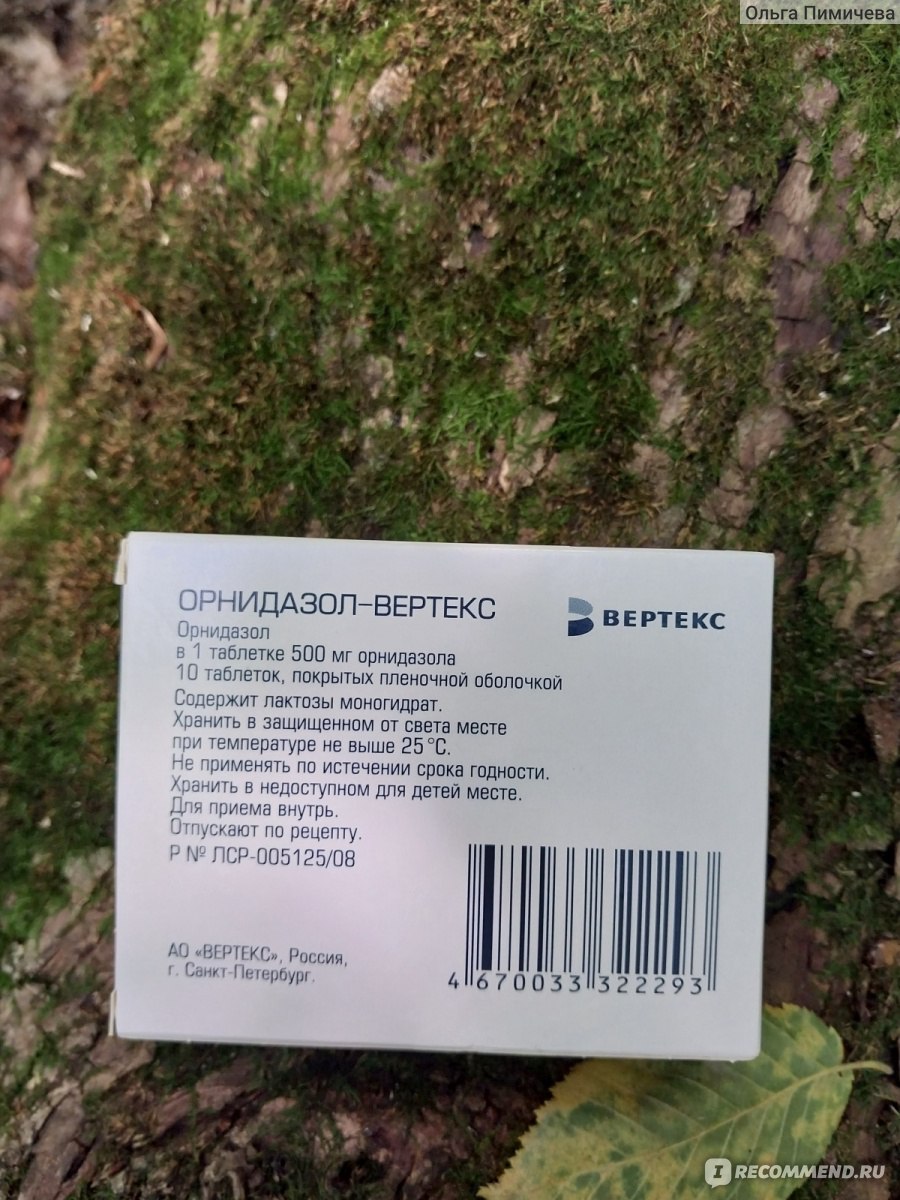 Ольга Пимичева
ОРНИДАЗОЛ-ВЕРТЕКС
ВЕРТЕКС
Орнидазол
в 1 таблетке 500 мг орнидазола
10 таблеток, покрытых пленочной оболочкой
Содержит лактозы моногидрат.
Хранить в защищенном от света месте
при температуре не выше 25 °С.
Не применять по истечении срока годности.
Хранить в недоступном для детей месте.
Для приема внутрь.
Отпускают по рецепту.
Р № ЛСР-005125/08
АО «ВЕРТЕКС», Россия,
г. Санкт-Петербург.
4 670033 322293
IRECOMMEND.RU